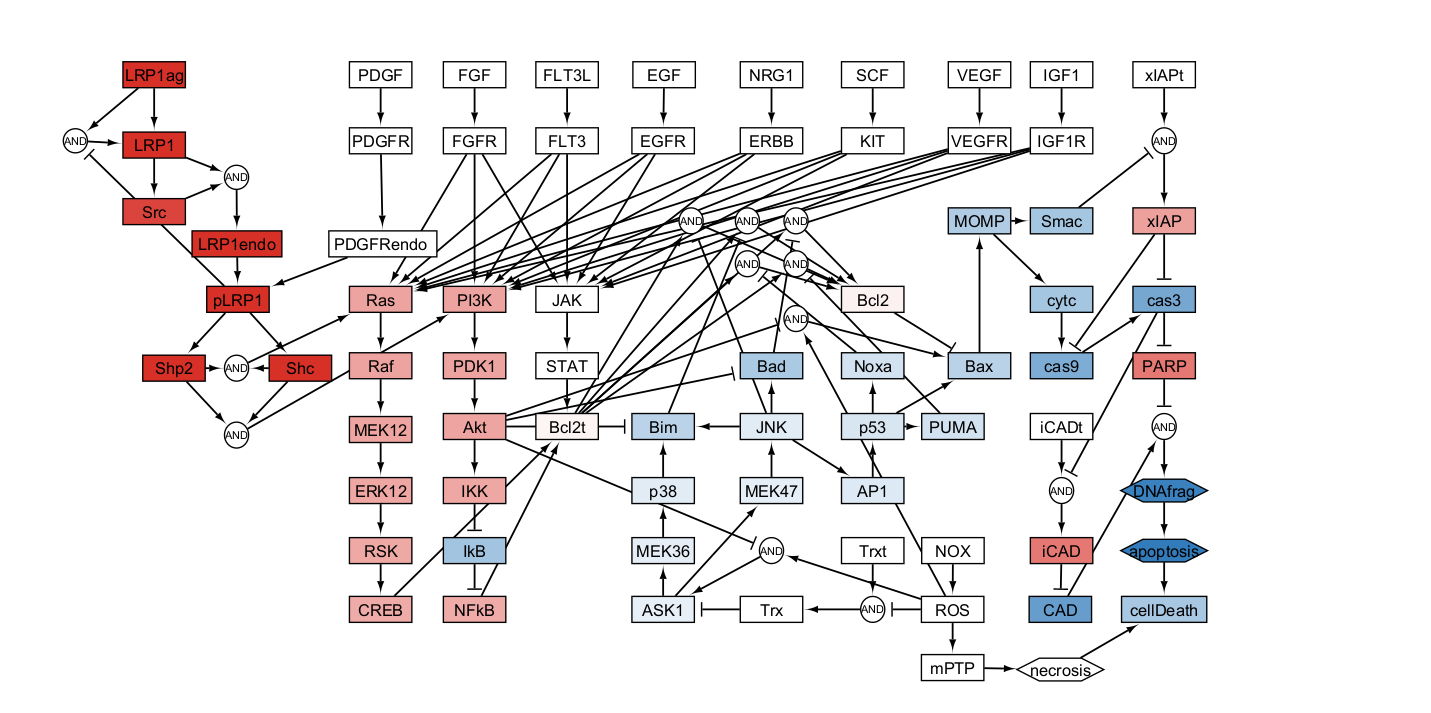 LRP1ag PDGF FGF FLT3L EGF NRG1 SCF VEGF IGF1 xIAPt
AND LRP1 PDGFR FGFR FLT3 EGFR ERBB KIT VEGFR IGF1R AND
AND
Src AND AND AND MOMP Smac xIAP
LRP1endo PDGFRendo
AND AND
pLRP1 Ras PI3K JAK Bcl2 cytc cas3
AND
Shp2 AND Shc Raf PDK1 STAT Bad Noxa Bax cas9 PARP
AND MEK12 Akt Bcl2t Bim JNK p53 PUMA iCADt AND
ERK12 IKK p38 MEK47 AP1 AND DNAfrag
RSK IkB MEK36 AND Trxt NOX iCAD apoptosis
CREB NFkB ASK1 Trx AND ROS CAD cellDeath
mPTP necrosis